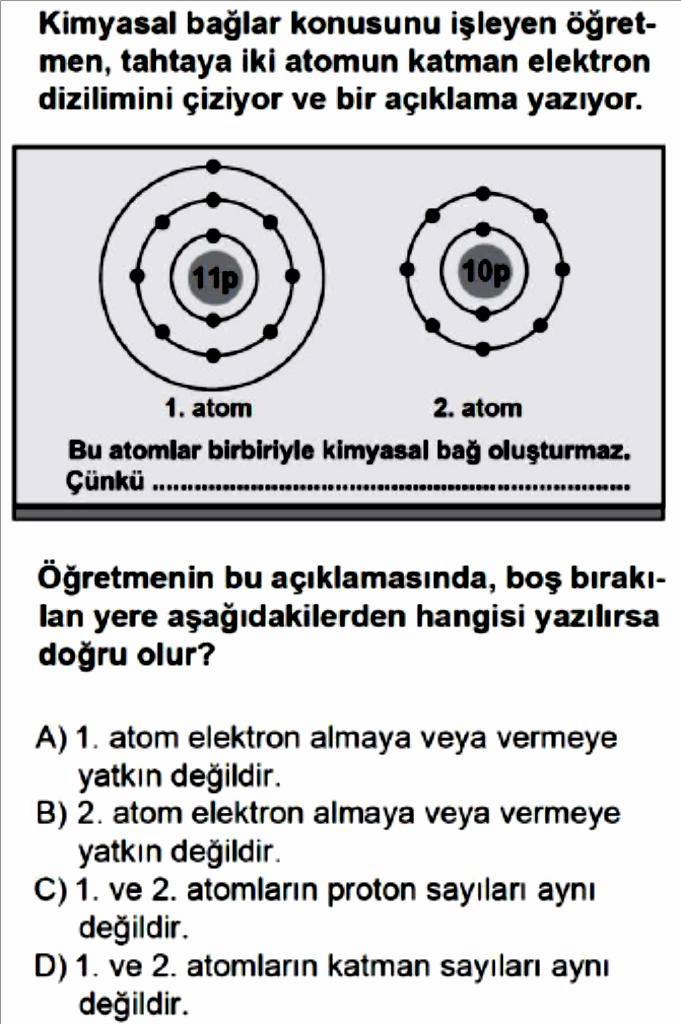 Kimyasal bağlar konusunu işleyen öğret-
men, tahtaya iki atomun katman elektron
dizilimini çiziyor ve bir açıklama yazıyor.
11p
10p
1. atom
2. atom
Bu atomlar birbiriyle kimyasal bağ oluşturmaz.
Çünkü ....................................................................
Öğretmenin bu açıklamasında, boş bırakı-
lan yere aşağıdakilerden hangisi yazılırsa
doğru olur?
A) 1. atom elektron almaya veya vermeye
yatkın değildir.
B) 2. atom elektron almaya veya vermeye
yatkın değildir.
C) 1. ve 2. atomların proton sayıları aynı
değildir.
D) 1. ve 2. atomların katman sayıları aynı
değildir.